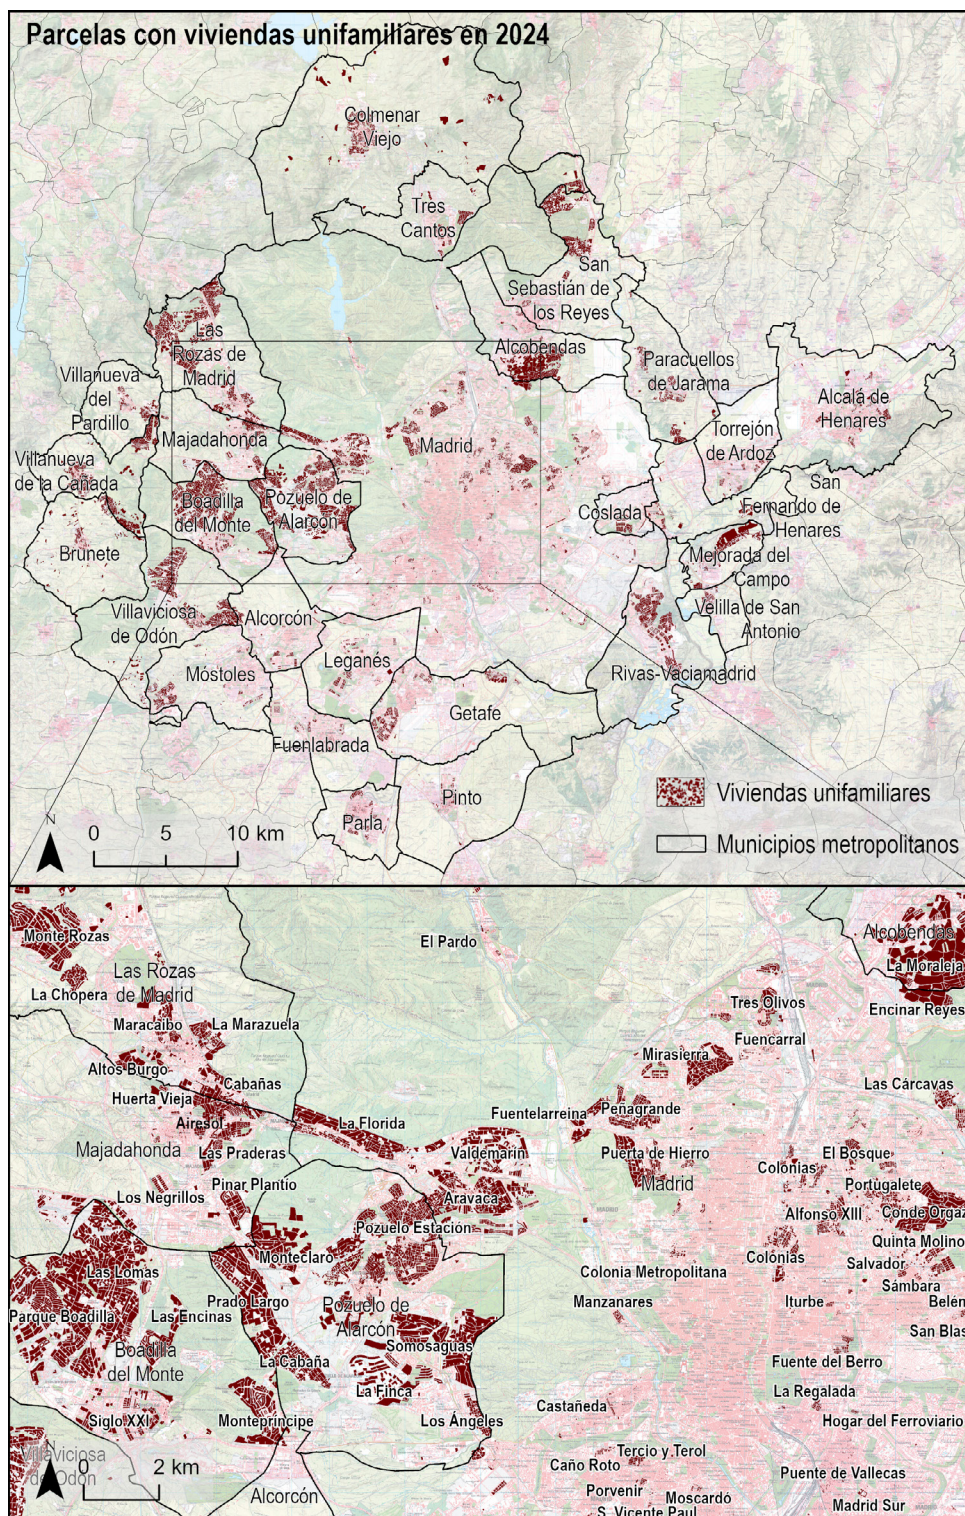 Parcelas con viviendas unifamiliares en 2024
Colmenar
Viejo
Tres
Cantos
San
Sebastián de
los Reyes
Las
Rozas de
Madrid
Alcobendas
Paracuellos
de Jarama
Villanueva
del
Pardillo
Alcalá de
Henares
Majadahonda
Madrid
Torrejón
de Ardoz
Villanueva
de la Cañada
Boadilla
del Monte
Pozuelo de
Alarcón
San
Fernando de
Henares
Coslada
Brunete
Mejorada del
Campo
Villaviciosa
de Odón
Alcorcón
Velilla de San
Antonio
Leganés
Móstoles
Rivas-Vaciamadrid
Getafe
Fuenlabrada
Pinto
Parla
Viviendas unifamiliares
Municipios metropolitanos
N
0 5 10 km
Monte Rozas
El Pardo
Alcobendas
La Moraleja
La Chopera
Las Rozas
de Madrid
Tres Olivos
Encinar Reyes
Maracaibo
La Marazuela
Fuencarral
Mirasierra
Altos Burgo
Cabañas
Las Cárcavas
Huerta Vieja
Fuentelarreina
Peñagrande
Airesol
La Florida
Majadahonda
Las Praderas
Valdemarín
Puerta de Hierro
El Bosque
Colonias
Madrid
Los Negrillos
Pinar Plantío
Aravaca
Portugalete
Alfonso XIII
Conde Orgaz
Pozuelo Estación
Quinta Molino
Monteclaro
Colonias
Salvador
Las Lomas
Colonia Metropolitana
Sámbara
Prado Largo
Manzanares
Iturbe
Belén
Parque Boadilla
Las Encinas
Pozuelo de
Alarcón
San Blas
Somosaguas
Boadilla
del Monte
La Cabaña
Fuente del Berro
La Finca
La Regalada
Siglo XXI
Montepríncipe
Los Ángeles
Castañeda
Hogar del Ferroviario
Villaviciosa
de Odón
Tercio y Terol
Caño Roto
Puente de Vallecas
Alcorcón
Porvenir
Moscardó
S. Vicente Paul
Madrid Sur
0 2 km